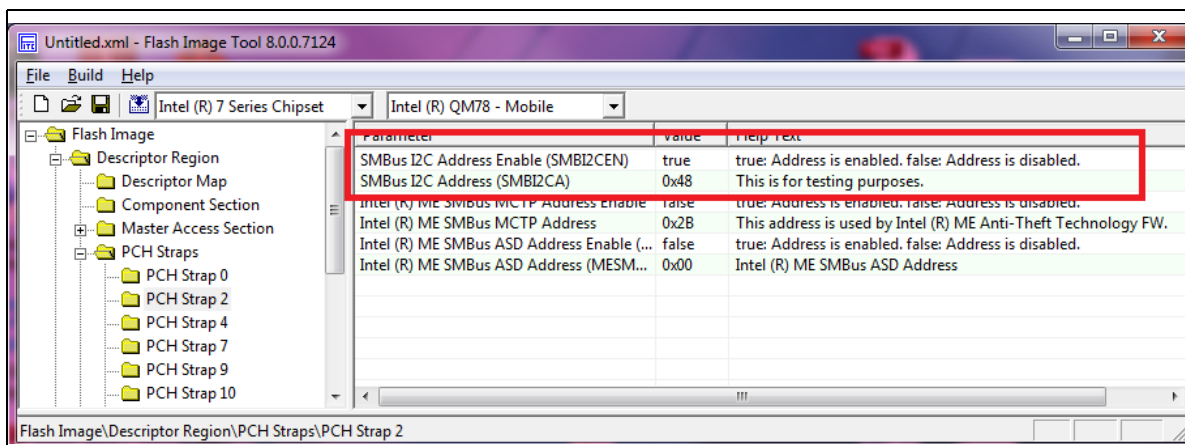 Untitled.xml - Flash Image Tool 8.0.0.7124
File Build Help
Intel (R) 7 Series Chipset Intel (R) QM78 - Mobile
Flash Image
Descriptor Region
Descriptor Map
Component Section
Master Access Section
PCH Straps
PCH Strap 0
PCH Strap 2
PCH Strap 4
PCH Strap 7
PCH Strap 9
PCH Strap 10
Parameter Value Help Text
SMBus I2C Address Enable (SMBI2CEN) true true: Address is enabled. false: Address is disabled.
SMBus I2C Address (SMBI2CA) 0x48 This is for testing purposes.
Intel (R) ME SMBus MCTP Address Enable false true: Address is enabled. false: Address is disabled.
Intel (R) ME SMBus MCTP Address 0x2B This address is used by Intel (R) ME Anti-Theft Technology FW.
Intel (R) ME SMBus ASD Address Enable (... false true: Address is enabled. false: Address is disabled.
Intel (R) ME SMBus ASD Address (MESM... 0x00 Intel (R) ME SMBus ASD Address
Flash Image\Descriptor Region\PCH Straps\PCH Strap 2